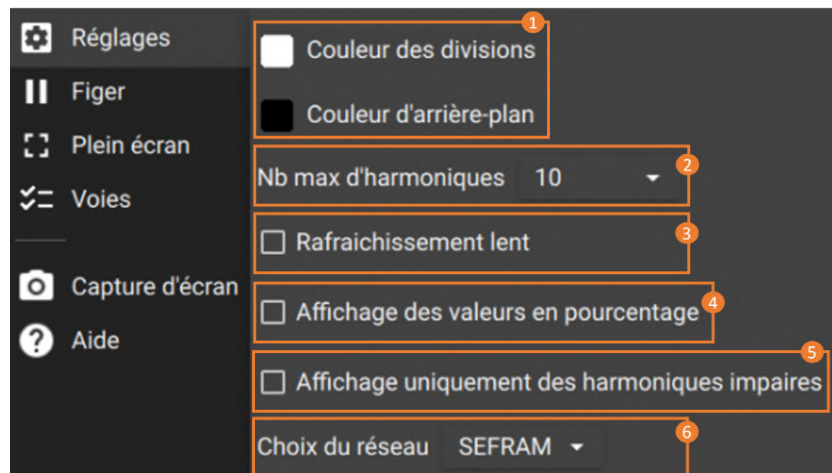 Réglages
Figer
Plein écran
Voies
Capture d'écran
Aide
1
Couleur des divisions
Couleur d'arrière-plan
2
Nb max d'harmoniques 10
3
Rafraichissement lent
4
Affichage des valeurs en pourcentage
5
Affichage uniquement des harmoniques impaires
6
Choix du réseau SEFRAM